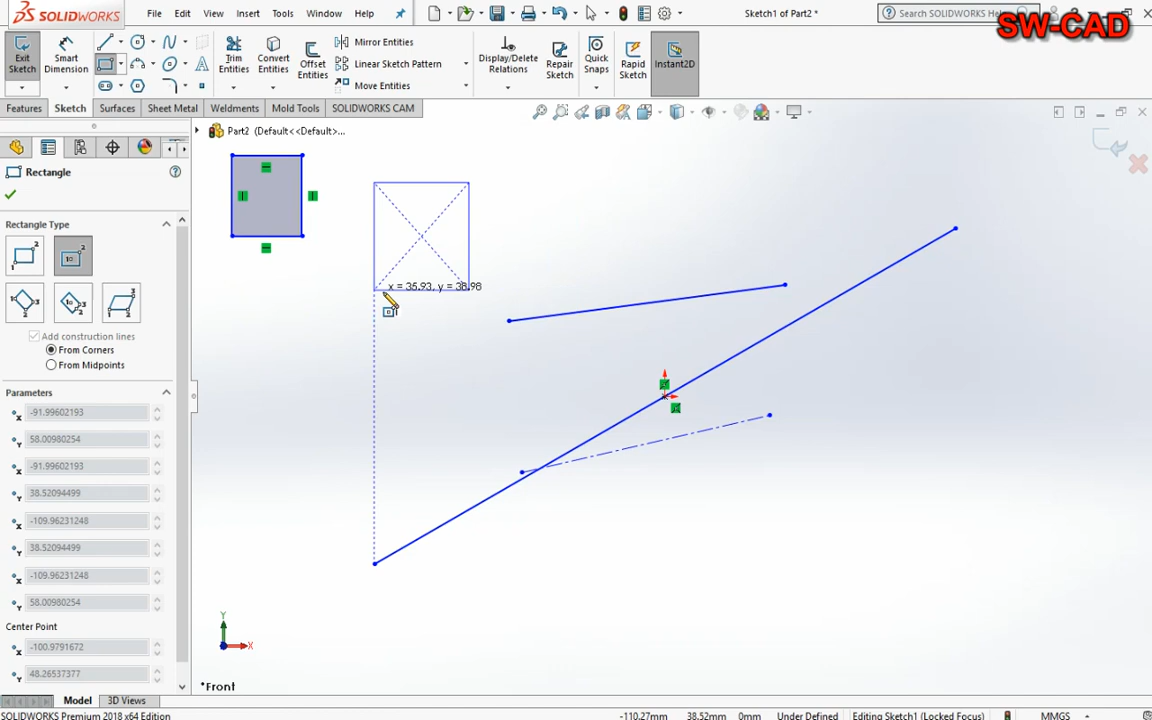 SOLIDWORKS File Edit View Insert Tools Window Help Sketch1 of Part2 * Search SOLIDWORKS Help
SW-CAD
Exit Sketch
Smart Dimension
Trim Entities
Convert Entities
Offset Entities
Mirror Entities
Linear Sketch Pattern
Move Entities
Display/Delete Relations
Repair Sketch
Quick Snaps
Rapid Sketch
Instant2D
Features Sketch Surfaces Sheet Metal Weldments Mold Tools SOLIDWORKS CAM
Part2 (Default<<Default>...
Rectangle
Rectangle Type
Add construction lines
From Corners
From Midpoints
Parameters
-91.99602193
58.00980254
-91.99602193
38.52094499
-109.96231248
38.52094499
-109.96231248
58.00980254
Center Point
-100.9791672
48.26537377
x = 35.93, y = 38.98
Y
X
*Front
Model 3D Views
SOLIDWORKS Premium 2018 x64 Edition -110.27mm 38.52mm 0mm Under Defined Editing Sketch1 (Locked Focus) MMGS